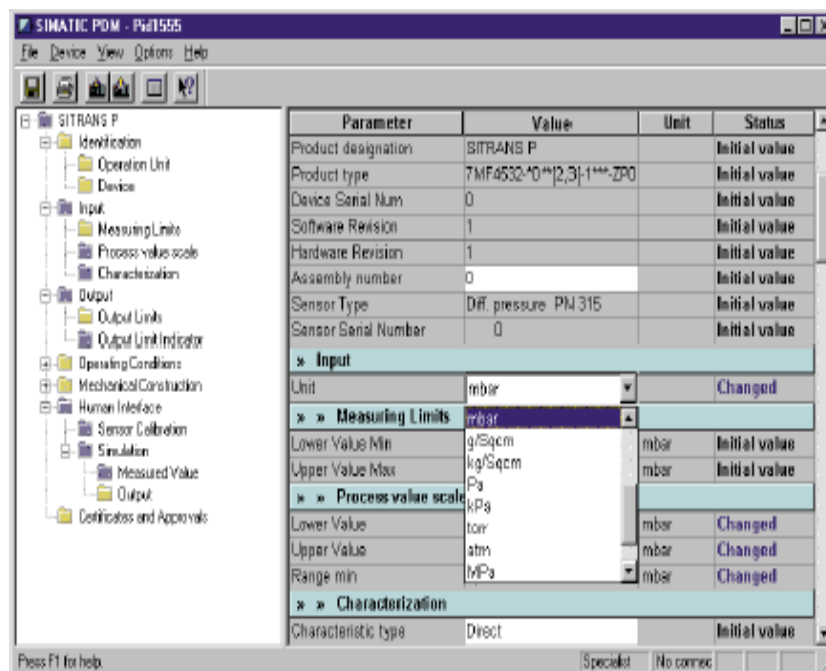 SIMATIC PDM - Pid1555
File Device View Options Help
SITRANS P
Identification
Operation Unit
Device
Input
Measuring Limits
Process value scale
Characterization
Output
Output Limits
Output Limit Indicator
Operating Conditions
Mechanical Construction
Human Interface
Sensor Calibration
Simulation
Measured Value
Output
Certificates and Approvals
Parameter Value Unit Status
Product designation SITRANS P Initial value
Product type 7MF4532-*0**[2,3]-1***-ZP0 Initial value
Device Serial Num 0 Initial value
Software Revision 1 Initial value
Hardware Revision 1 Initial value
Assembly number 0 Initial value
Sensor Type Diff. pressure PN 315 Initial value
Sensor Serial Number 0 Initial value
» Input
Unit mbar Changed
» » Measuring Limits mbar
Lower Value Min g/Sqcm mbar Initial value
kg/Sqcm
Upper Value Max Pa mbar Initial value
» » Process value scale kPa
Lower Value torr mbar Changed
Upper Value atm mbar Changed
Range min MPa mbar Changed
» » Characterization
Characteristic type Direct Initial value
Press F1 for help. Specialist No connec